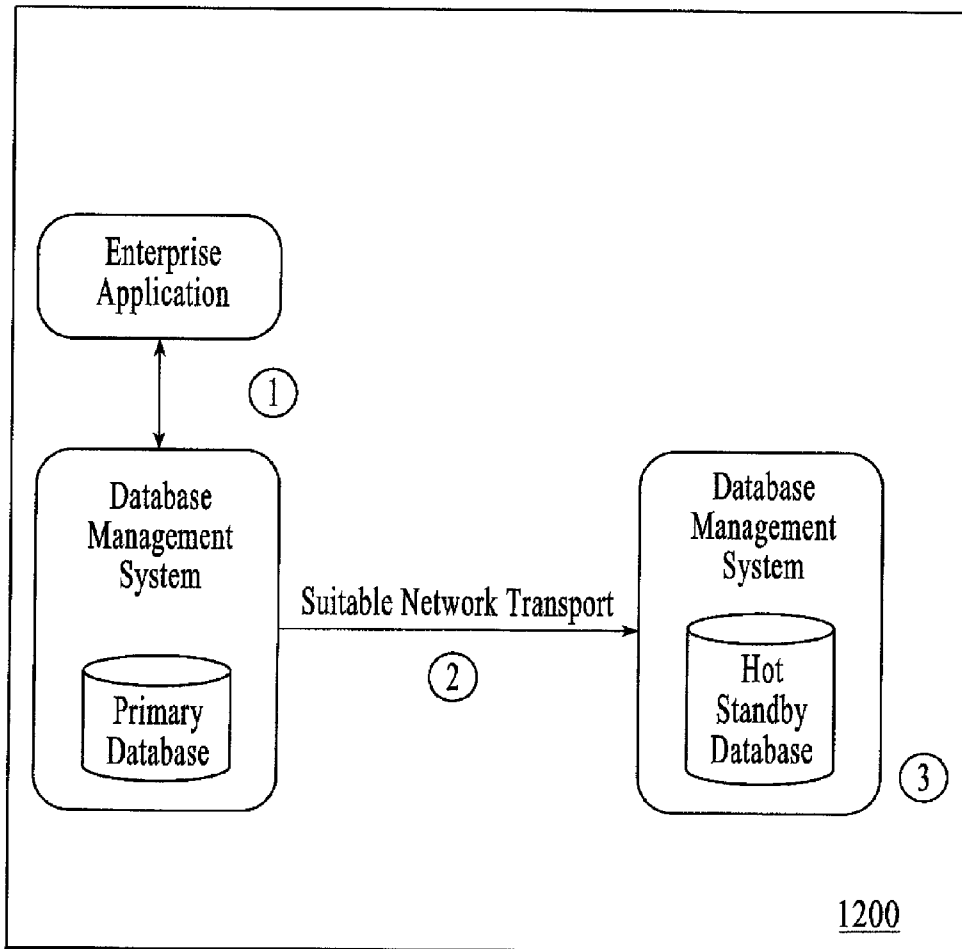 Enterprise
Application
1
Database
Management
System
Primary
Database
Suitable Network Transport
2
Database
Management
System
Hot
Standby
Database
3
1200